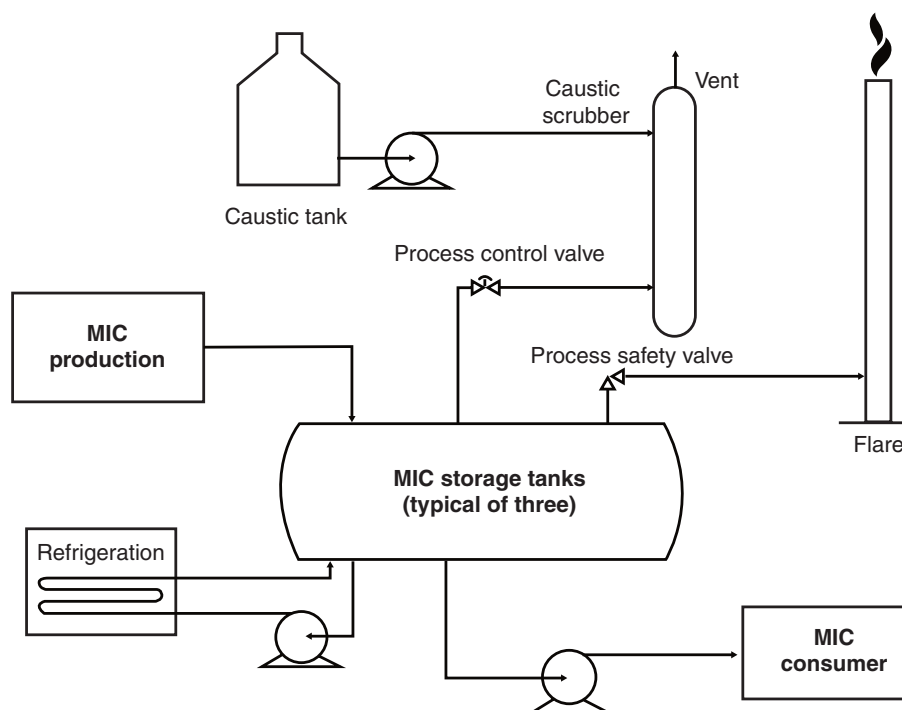 Caustic
scrubber
Vent
Caustic tank
Process control valve
MIC
production
Process safety valve
Flare
MIC storage tanks
(typical of three)
Refrigeration
MIC
consumer